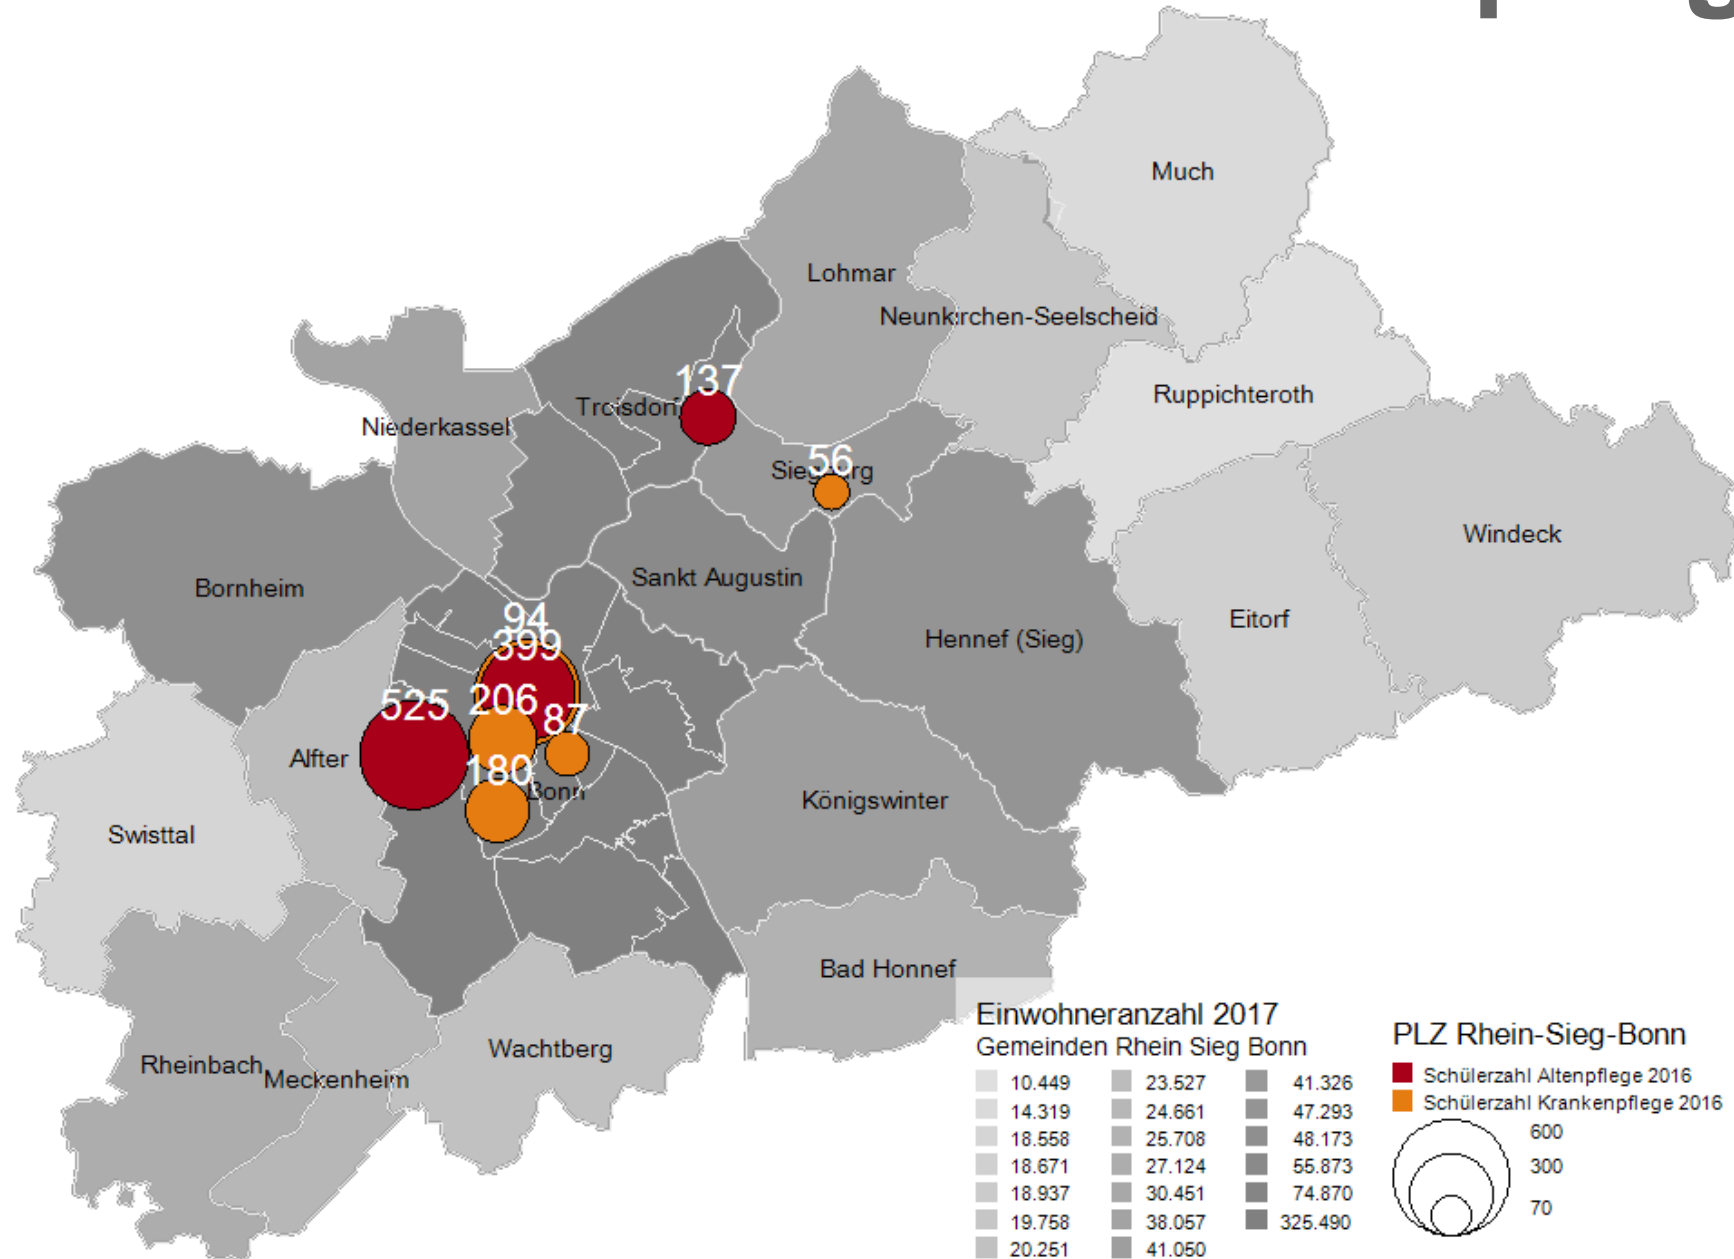 Much
Lohmar
Neunkirchen-Seelscheid
137
Ruppichteroth
Troisdorf
Niederkassel
56
Siegburg
Windeck
Sankt Augustin
Bornheim
94
Eitorf
399
Hennef (Sieg)
206
525
87
Alfter
180
Bonn
Königswinter
Swisttal
Bad Honnef
Wachtberg
Rheinbach
Meckenheim
Einwohneranzahl 2017
Gemeinden Rhein Sieg Bonn
10.449
14.319
18.558
18.671
18.937
19.758
20.251
23.527
24.661
25.708
27.124
30.451
38.057
41.050
41.326
47.293
48.173
55.873
74.870
325.490
PLZ Rhein-Sieg-Bonn
Schülerzahl Altenpflege 2016
Schülerzahl Krankenpflege 2016
600
300
70